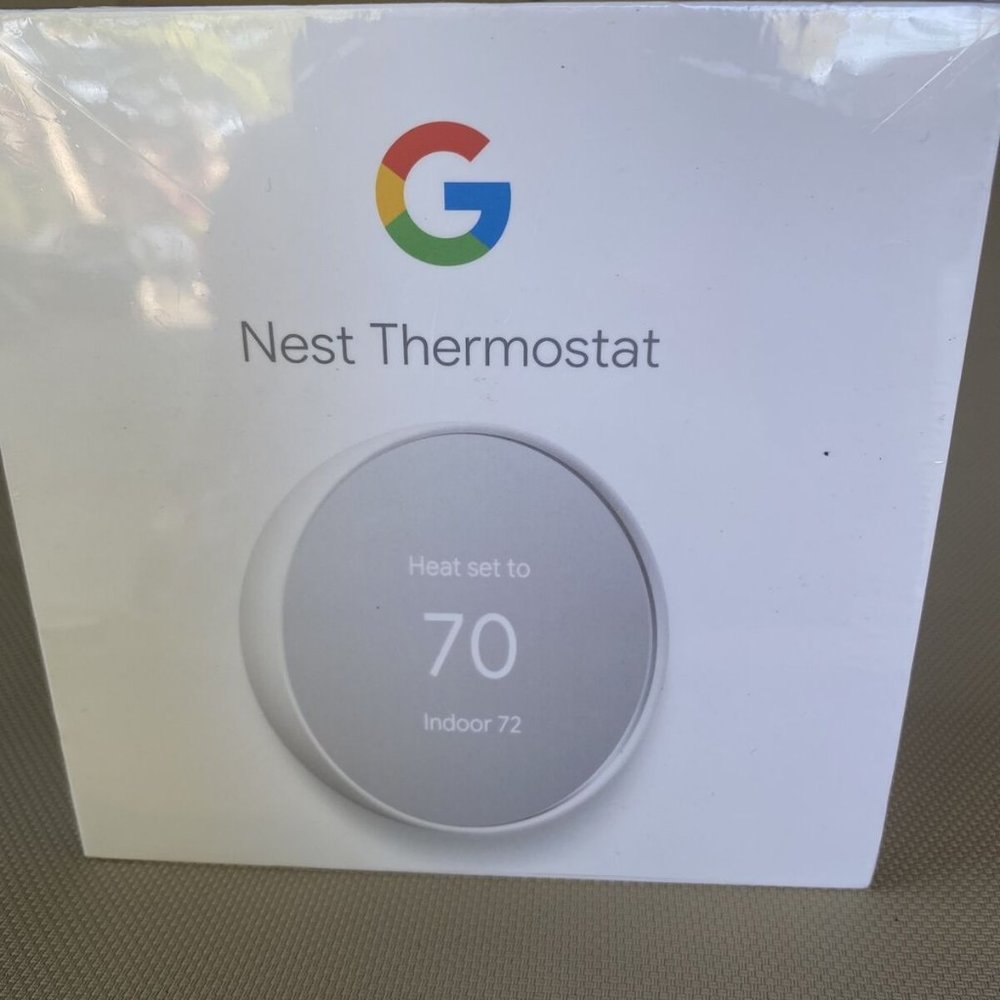 G
Nest Thermostat
Heat set to
70
Indoor 72